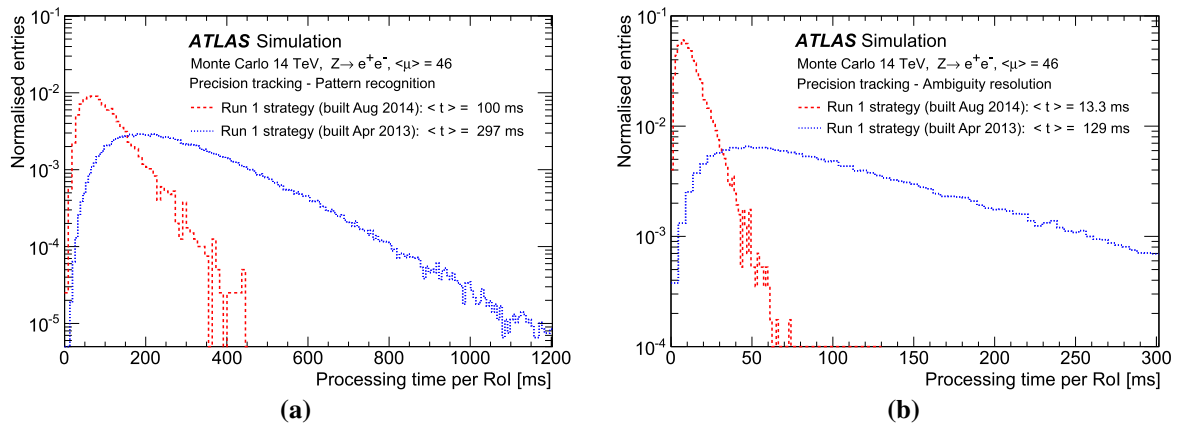 Normalised entries
10⁻¹
10⁻²
10⁻³
10⁻⁴
10⁻⁵
ATLAS Simulation
Monte Carlo 14 TeV, Z→ e⁺e⁻, <μ> = 46
Precision tracking - Pattern recognition
Run 1 strategy (built Aug 2014): < t > = 100 ms
Run 1 strategy (built Apr 2013): < t > = 297 ms
0 200 400 600 800 1000 1200
Processing time per RoI [ms]
(a)
Normalised entries
10⁻¹
10⁻²
10⁻³
10⁻⁴
ATLAS Simulation
Monte Carlo 14 TeV, Z→ e⁺e⁻, <μ> = 46
Precision tracking - Ambiguity resolution
Run 1 strategy (built Aug 2014): < t > = 13.3 ms
Run 1 strategy (built Apr 2013): < t > = 129 ms
0 50 100 150 200 250 300
Processing time per RoI [ms]
(b)